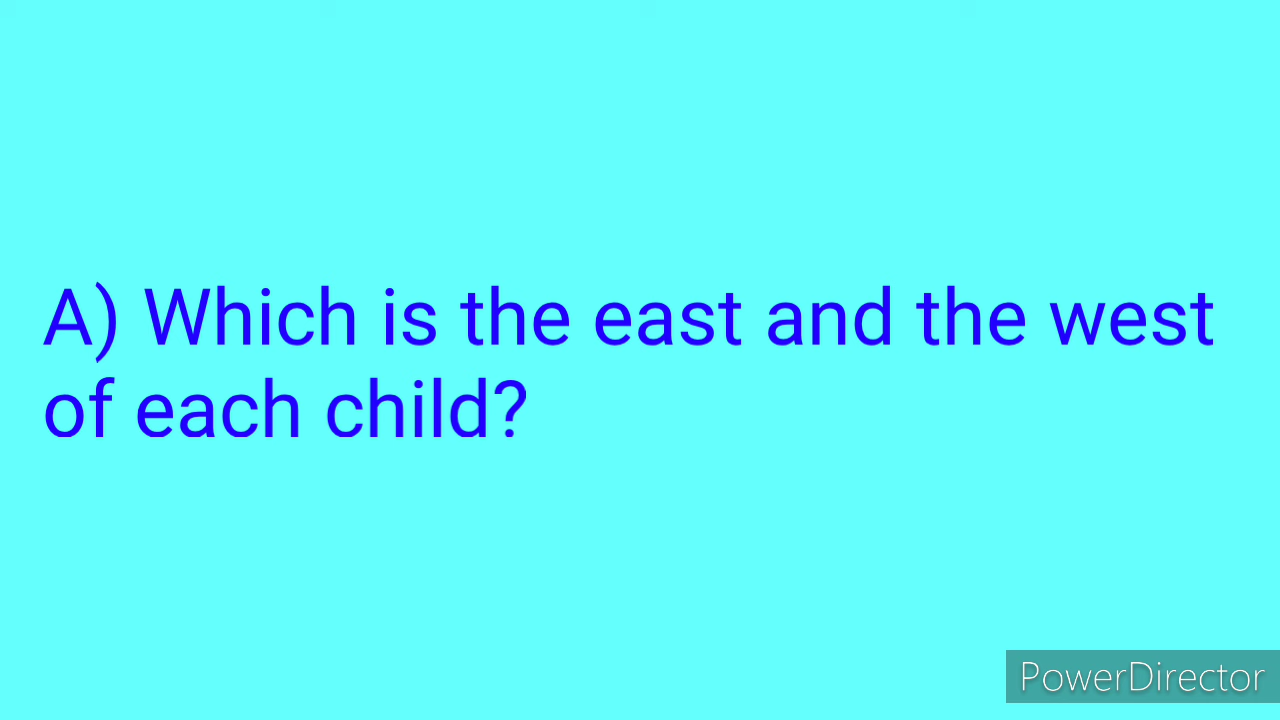 A) Which is the east and the west
of each child?
PowerDirector